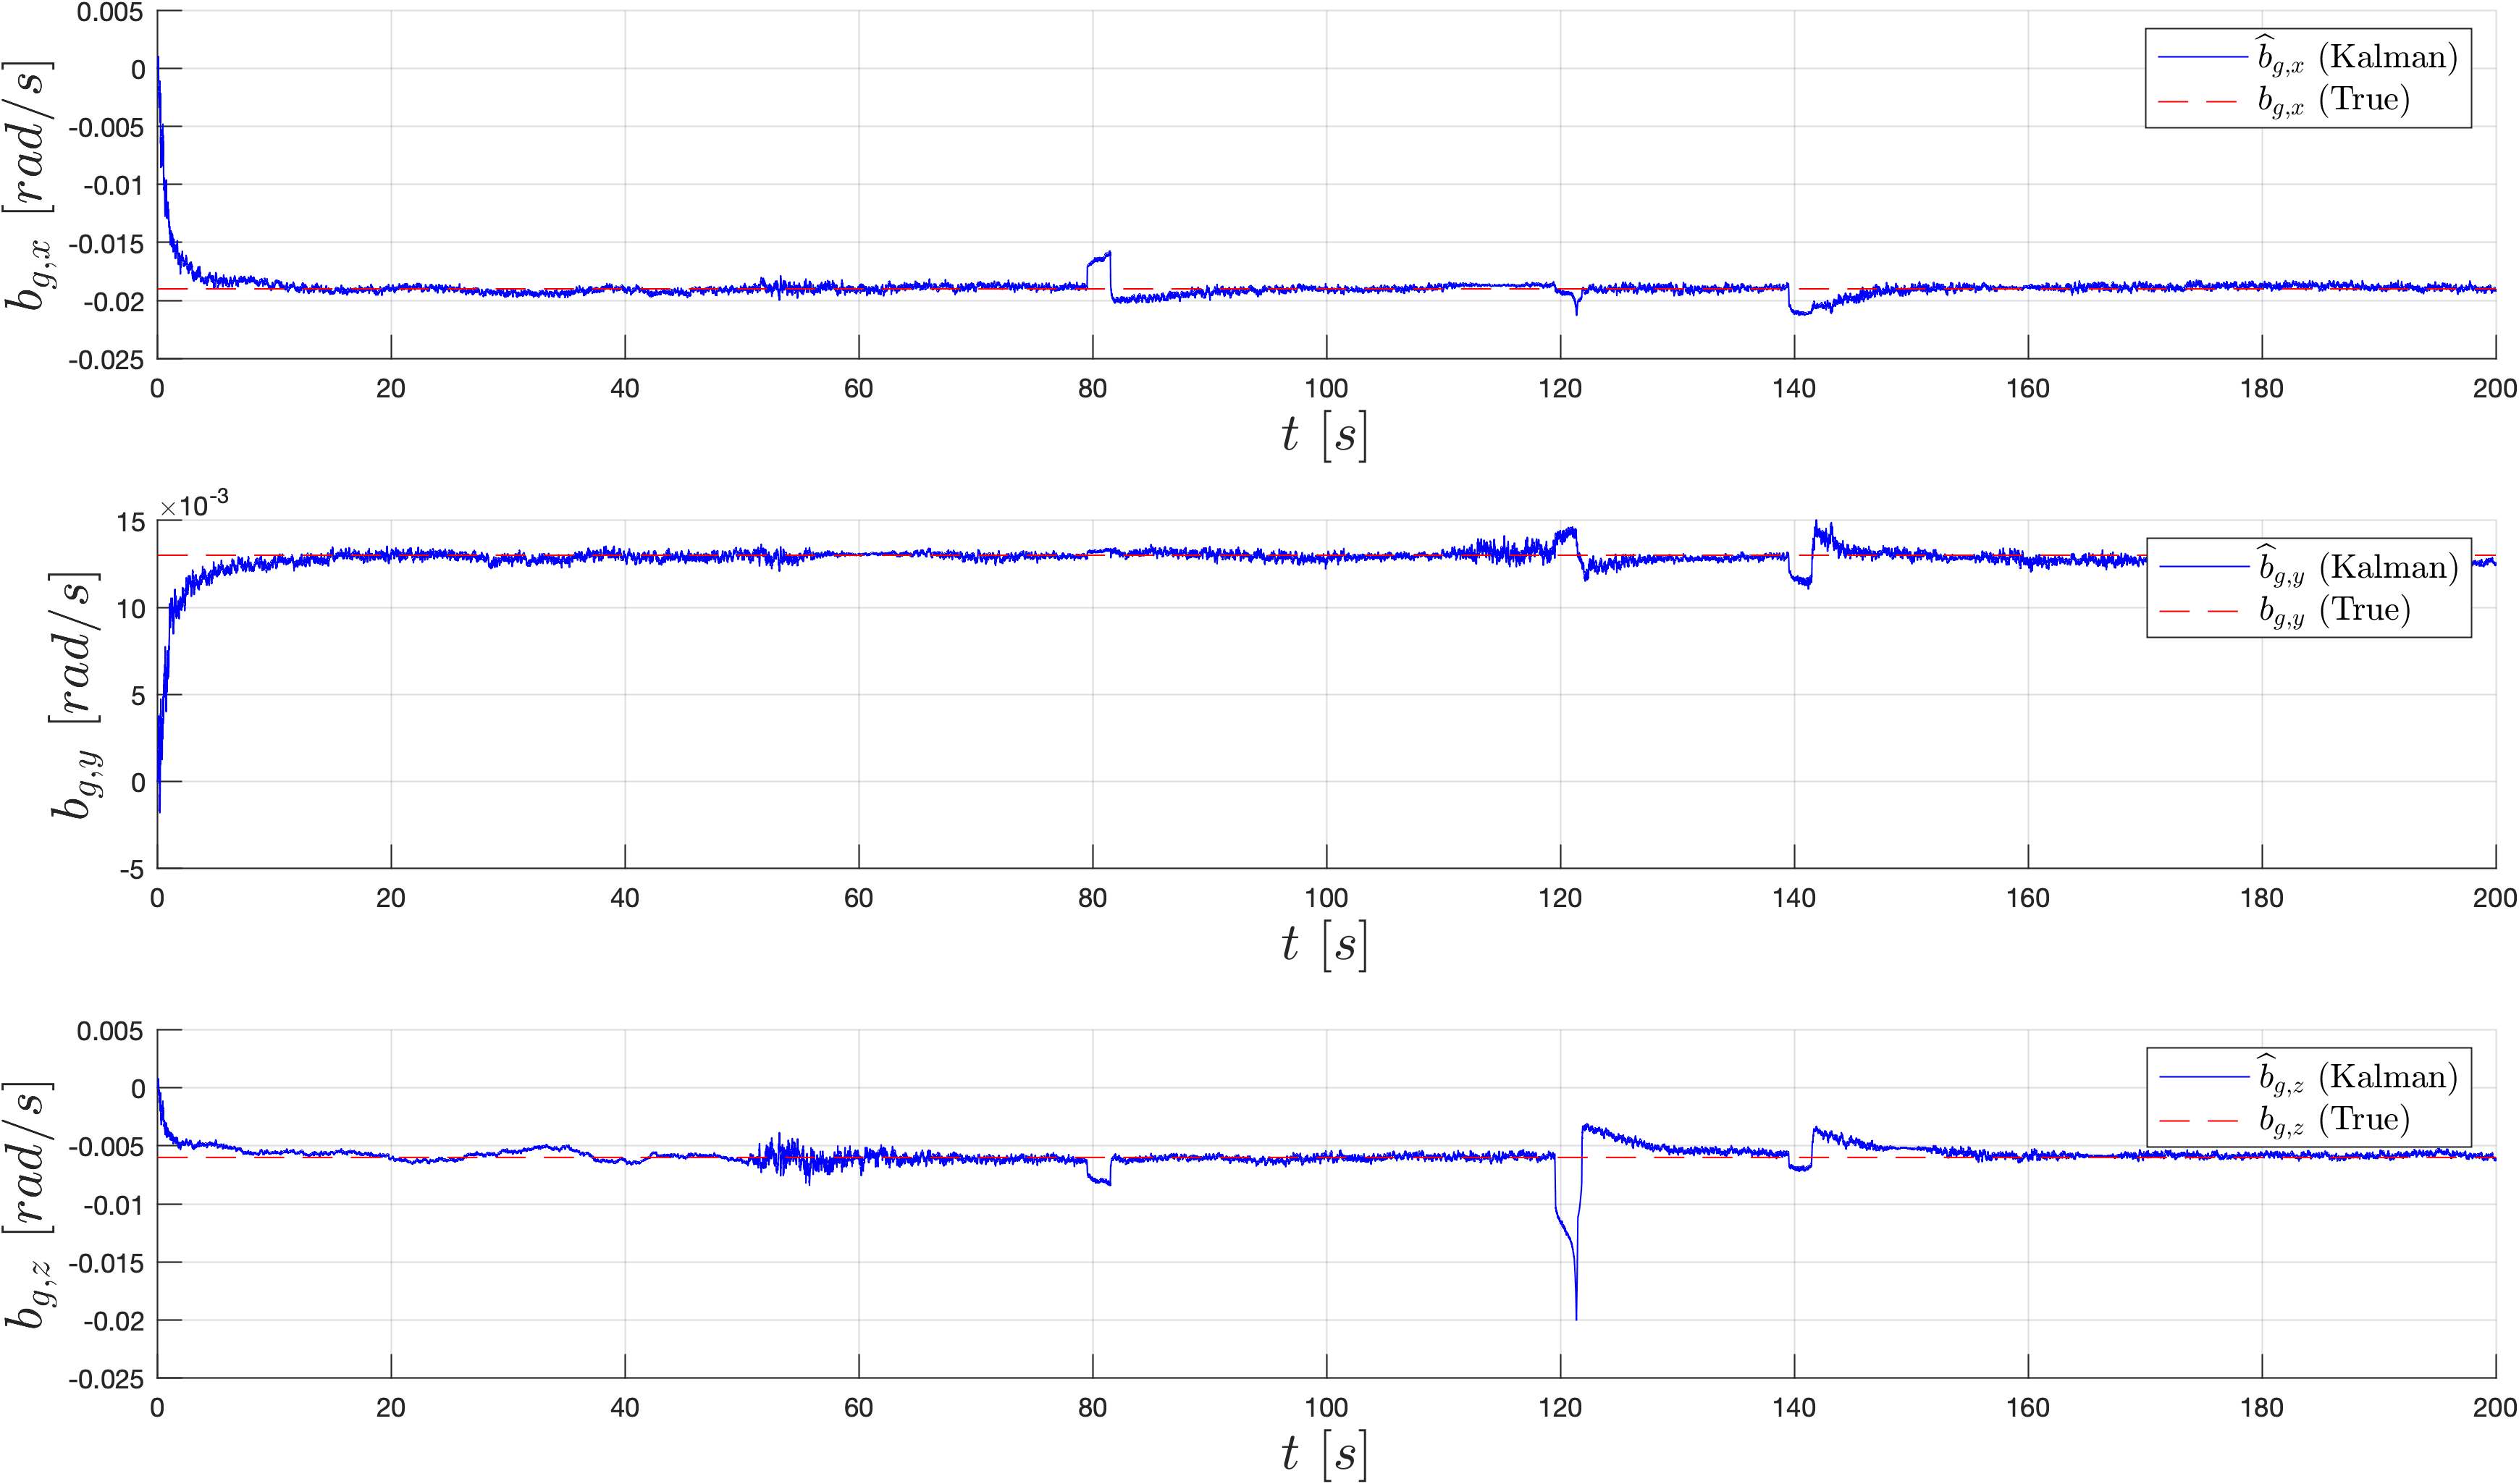 0.005
0
-0.005
-0.01
-0.015
-0.02
-0.025
b_{g,x} [rad/s]
b̂_{g,x} (Kalman)
b_{g,x} (True)
0 20 40 60 80 100 120 140 160 180 200
t [s]
×10⁻³
15
10
5
0
-5
b_{g,y} [rad/s]
b̂_{g,y} (Kalman)
b_{g,y} (True)
0 20 40 60 80 100 120 140 160 180 200
t [s]
0.005
0
-0.005
-0.01
-0.015
-0.02
-0.025
b_{g,z} [rad/s]
b̂_{g,z} (Kalman)
b_{g,z} (True)
0 20 40 60 80 100 120 140 160 180 200
t [s]